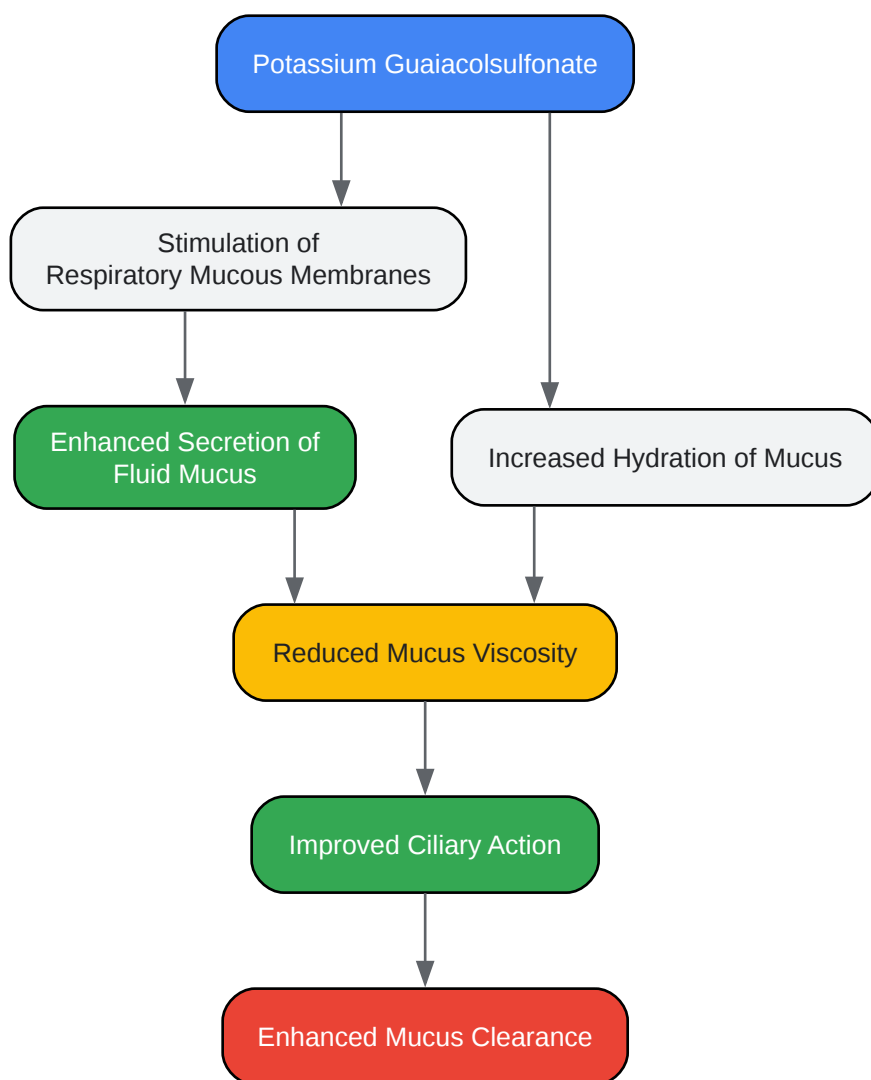 Potassium Guaiacolsulfonate
Stimulation of
Respiratory Mucous Membranes
Enhanced Secretion of
Fluid Mucus
Increased Hydration of Mucus
Reduced Mucus Viscosity
Improved Ciliary Action
Enhanced Mucus Clearance